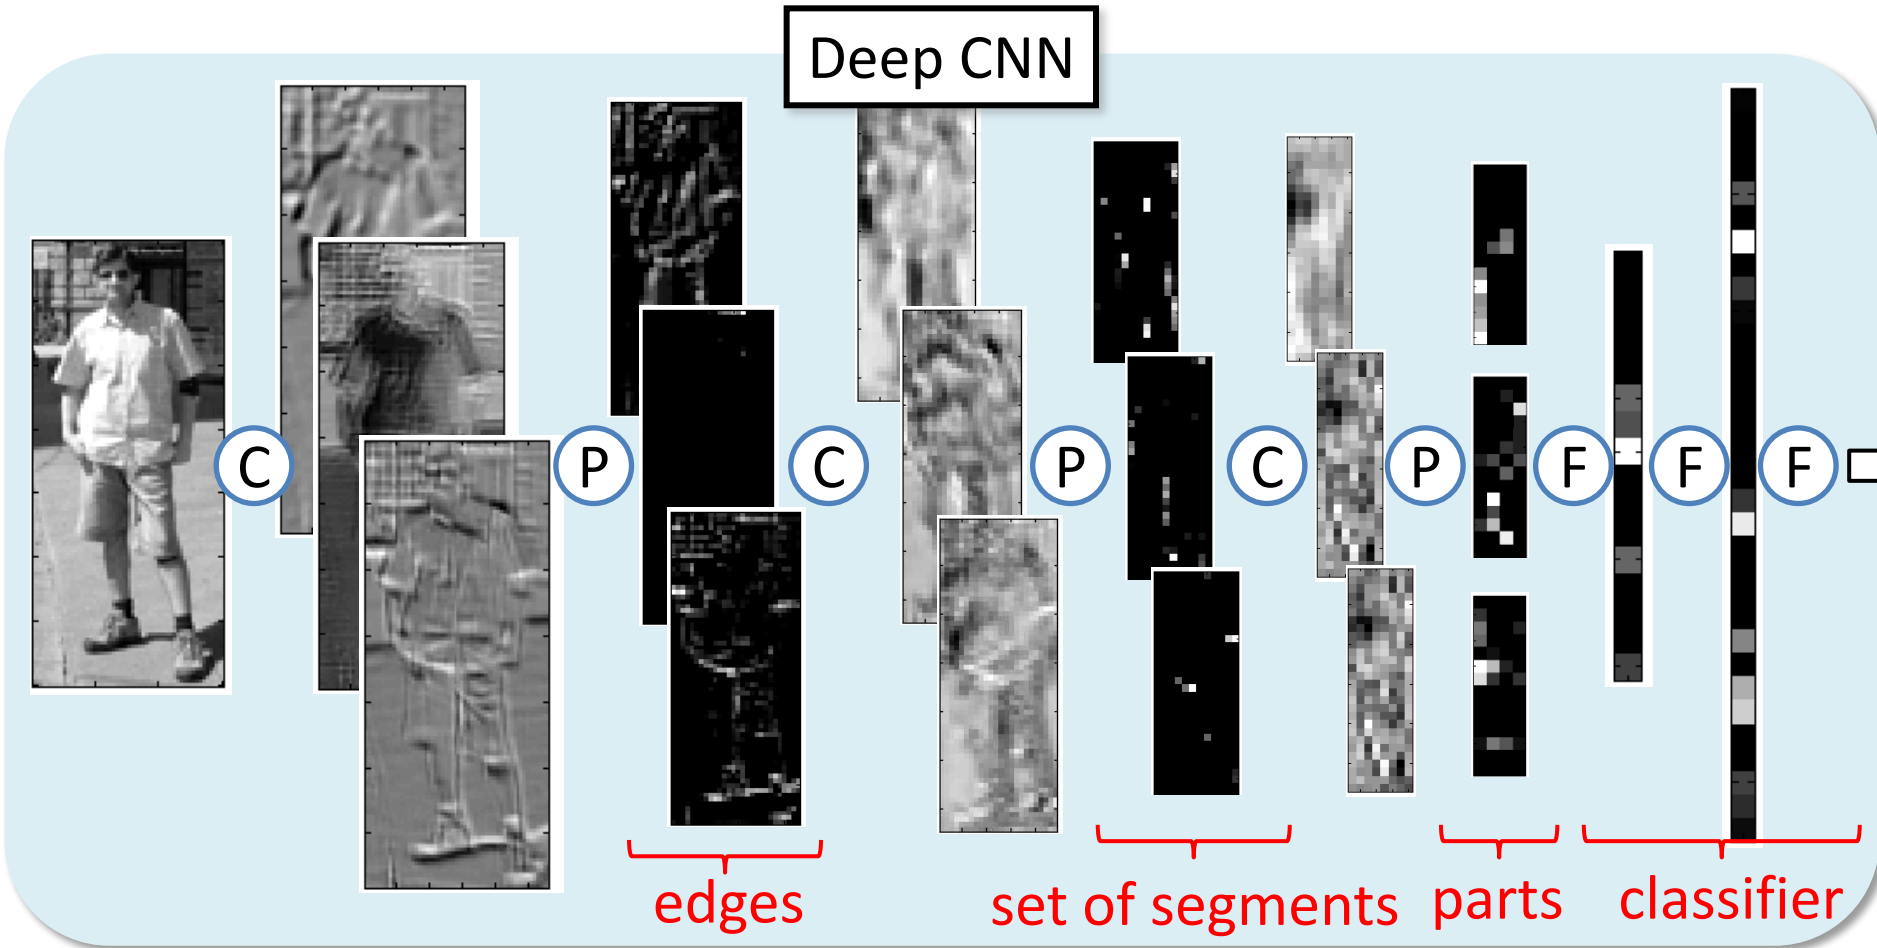 Deep CNN
C P C P C P F F F
edges
set of segments
parts
classifier